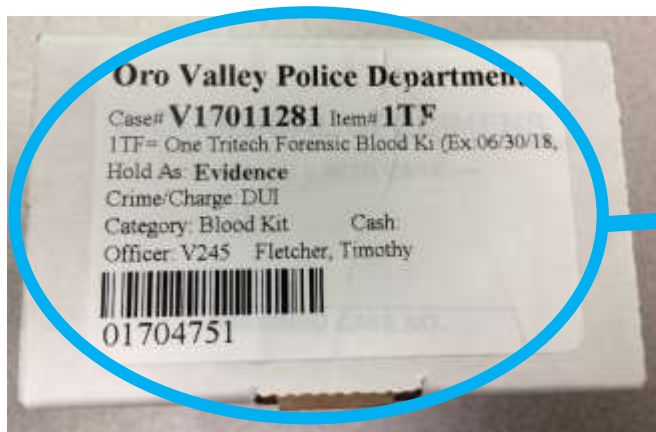 Oro Valley Police Departmen
Case# V17011281 Item# 1TF
1TF= One Tritech Forensic Blood Ki (Ex:06/30/18,
Hold As: Evidence
Crime/Charge: DUI
Category: Blood Kit Cash:
Officer: V245 Fletcher, Timothy
01704751